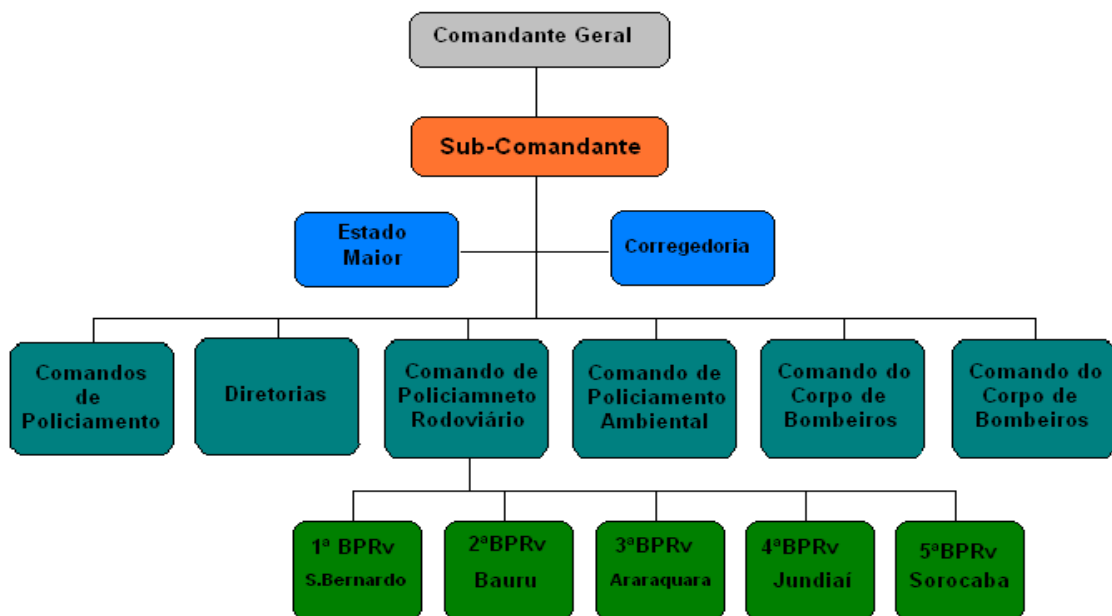 Comandante Geral
Sub-Comandante
Estado
Maior
Corregedoria
Comandos
de
Policiamento
Diretorias
Comando de
Policiamneto
Rodoviário
Comando de
Policiamento
Ambiental
Comando do
Corpo de
Bombeiros
Comando do
Corpo de
Bombeiros
1ª BPRv
S.Bernardo
2ªBPRv
Bauru
3ªBPRv
Araraquara
4ªBPRv
Jundiaí
5ªBPRv
Sorocaba